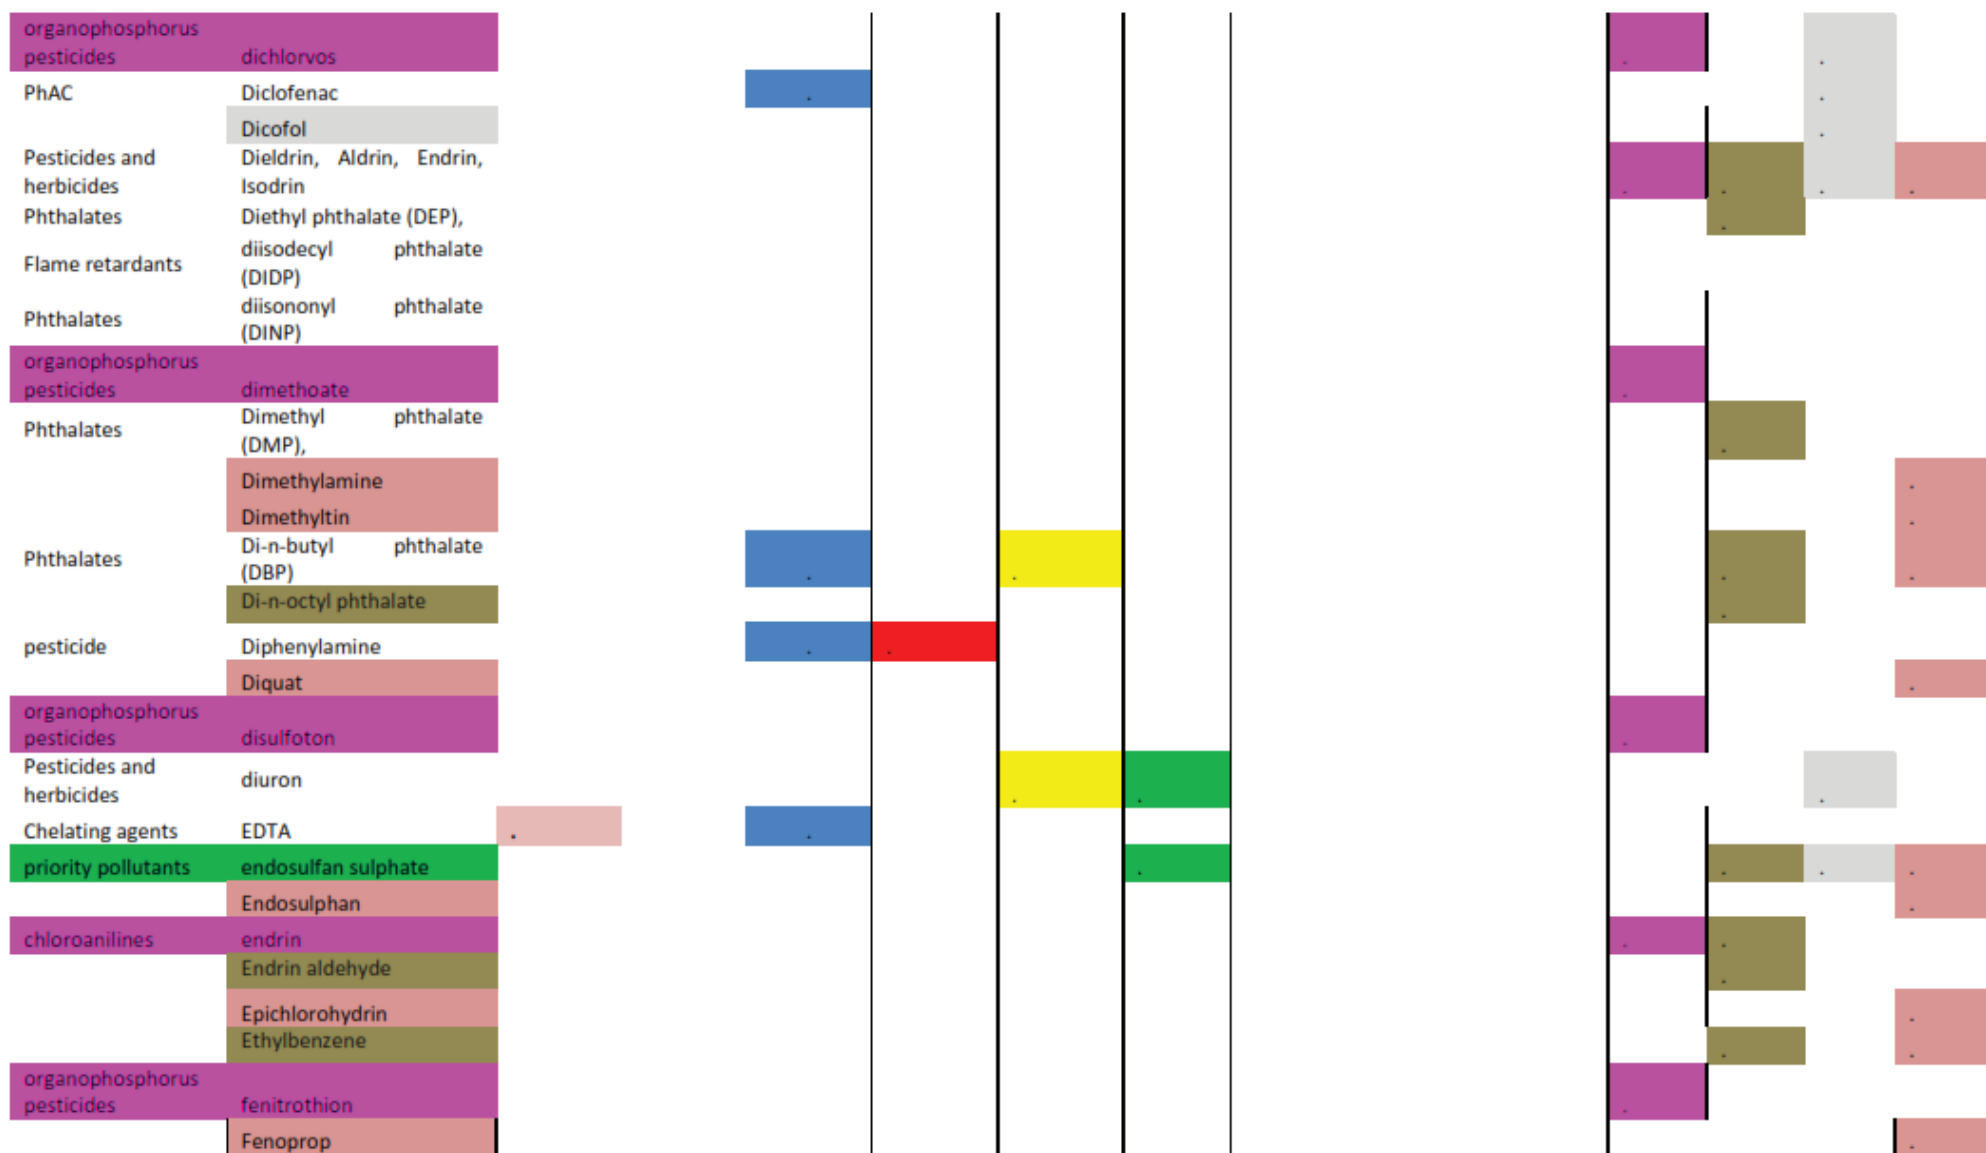 organophosphorus
pesticides dichlorvos
PhAC Diclofenac
Dicofol
Pesticides and Dieldrin, Aldrin, Endrin,
herbicides Isodrin
Phthalates Diethyl phthalate (DEP),
Flame retardants diisodecyl phthalate
(DIDP)
Phthalates diisononyl phthalate
(DINP)
organophosphorus
pesticides dimethoate
Phthalates Dimethyl phthalate
(DMP),
Dimethylamine
Dimethyltin
Phthalates Di-n-butyl phthalate
(DBP)
Di-n-octyl phthalate
pesticide Diphenylamine
Diquat
organophosphorus
pesticides disulfoton
Pesticides and
herbicides diuron
Chelating agents EDTA
priority pollutants endosulfan sulphate
Endosulphan
chloroanilines endrin
Endrin aldehyde
Epichlorohydrin
Ethylbenzene
organophosphorus
pesticides fenitrothion
Fenoprop